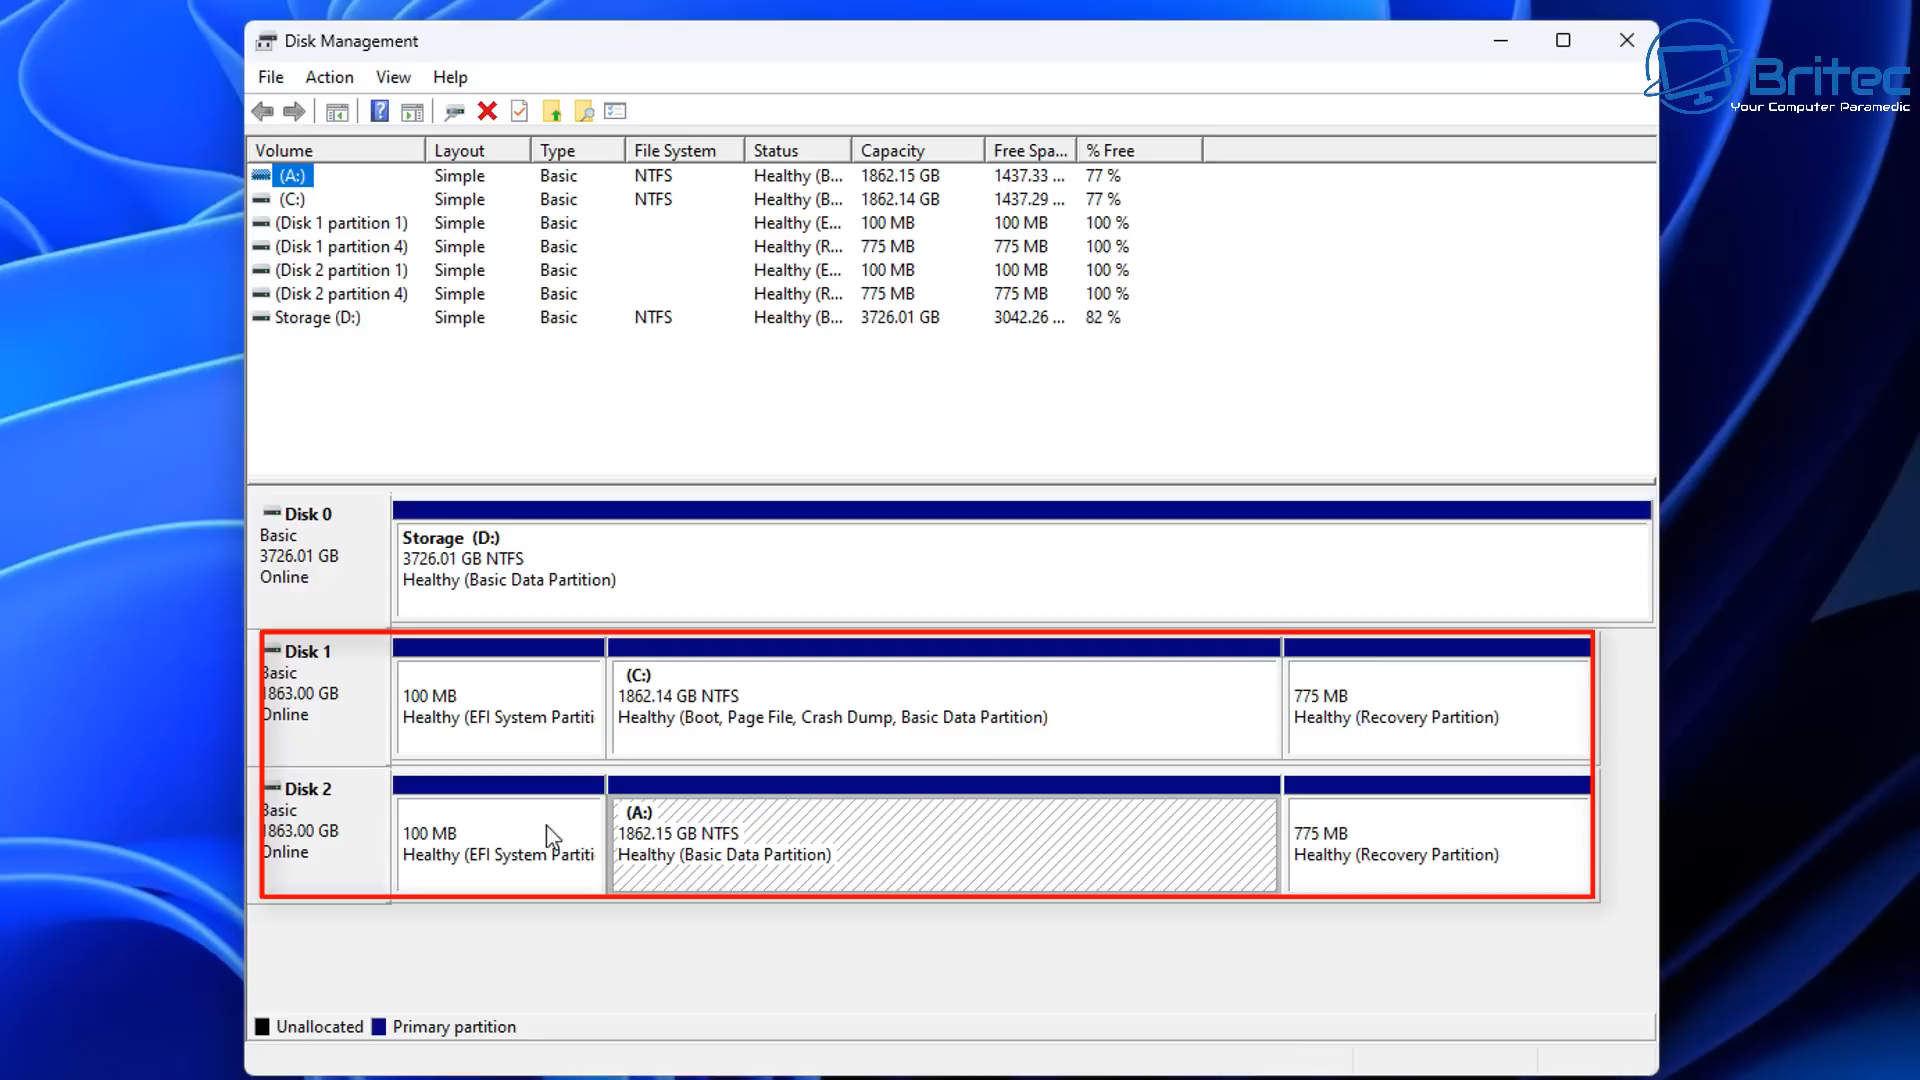 Disk Management
Britec
Your Computer Paramedic
File Action View Help
Volume Layout Type File System Status Capacity Free Spa... % Free
(A:) Simple Basic NTFS Healthy (B... 1862.15 GB 1437.33 ... 77 %
(C:) Simple Basic NTFS Healthy (B... 1862.14 GB 1437.29 ... 77 %
(Disk 1 partition 1) Simple Basic Healthy (E... 100 MB 100 MB 100 %
(Disk 1 partition 4) Simple Basic Healthy (R... 775 MB 775 MB 100 %
(Disk 2 partition 1) Simple Basic Healthy (E... 100 MB 100 MB 100 %
(Disk 2 partition 4) Simple Basic Healthy (R... 775 MB 775 MB 100 %
Storage (D:) Simple Basic NTFS Healthy (B... 3726.01 GB 3042.26 ... 82 %
Disk 0
Basic
3726.01 GB
Online
Storage (D:)
3726.01 GB NTFS
Healthy (Basic Data Partition)
Disk 1
Basic
1863.00 GB
Online
100 MB
Healthy (EFI System Partiti
(C:)
1862.14 GB NTFS
Healthy (Boot, Page File, Crash Dump, Basic Data Partition)
775 MB
Healthy (Recovery Partition)
Disk 2
Basic
1863.00 GB
Online
100 MB
Healthy (EFI System Partiti
(A:)
1862.15 GB NTFS
Healthy (Basic Data Partition)
775 MB
Healthy (Recovery Partition)
Unallocated Primary partition